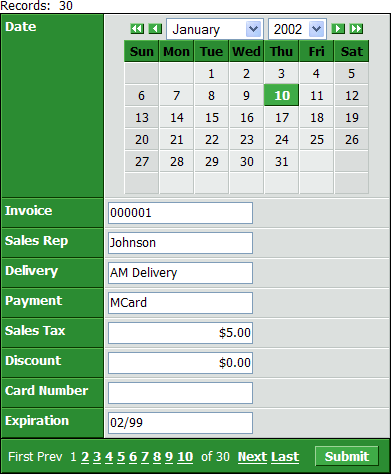 Records: 30
Date
January 2002
Sun Mon Tue Wed Thu Fri Sat
1 2 3 4 5
6 7 8 9 10 11 12
13 14 15 16 17 18 19
20 21 22 23 24 25 26
27 28 29 30 31
Invoice 000001
Sales Rep Johnson
Delivery AM Delivery
Payment MCard
Sales Tax $5.00
Discount $0.00
Card Number
Expiration 02/99
First Prev 1 2 3 4 5 6 7 8 9 10 of 30 Next Last Submit